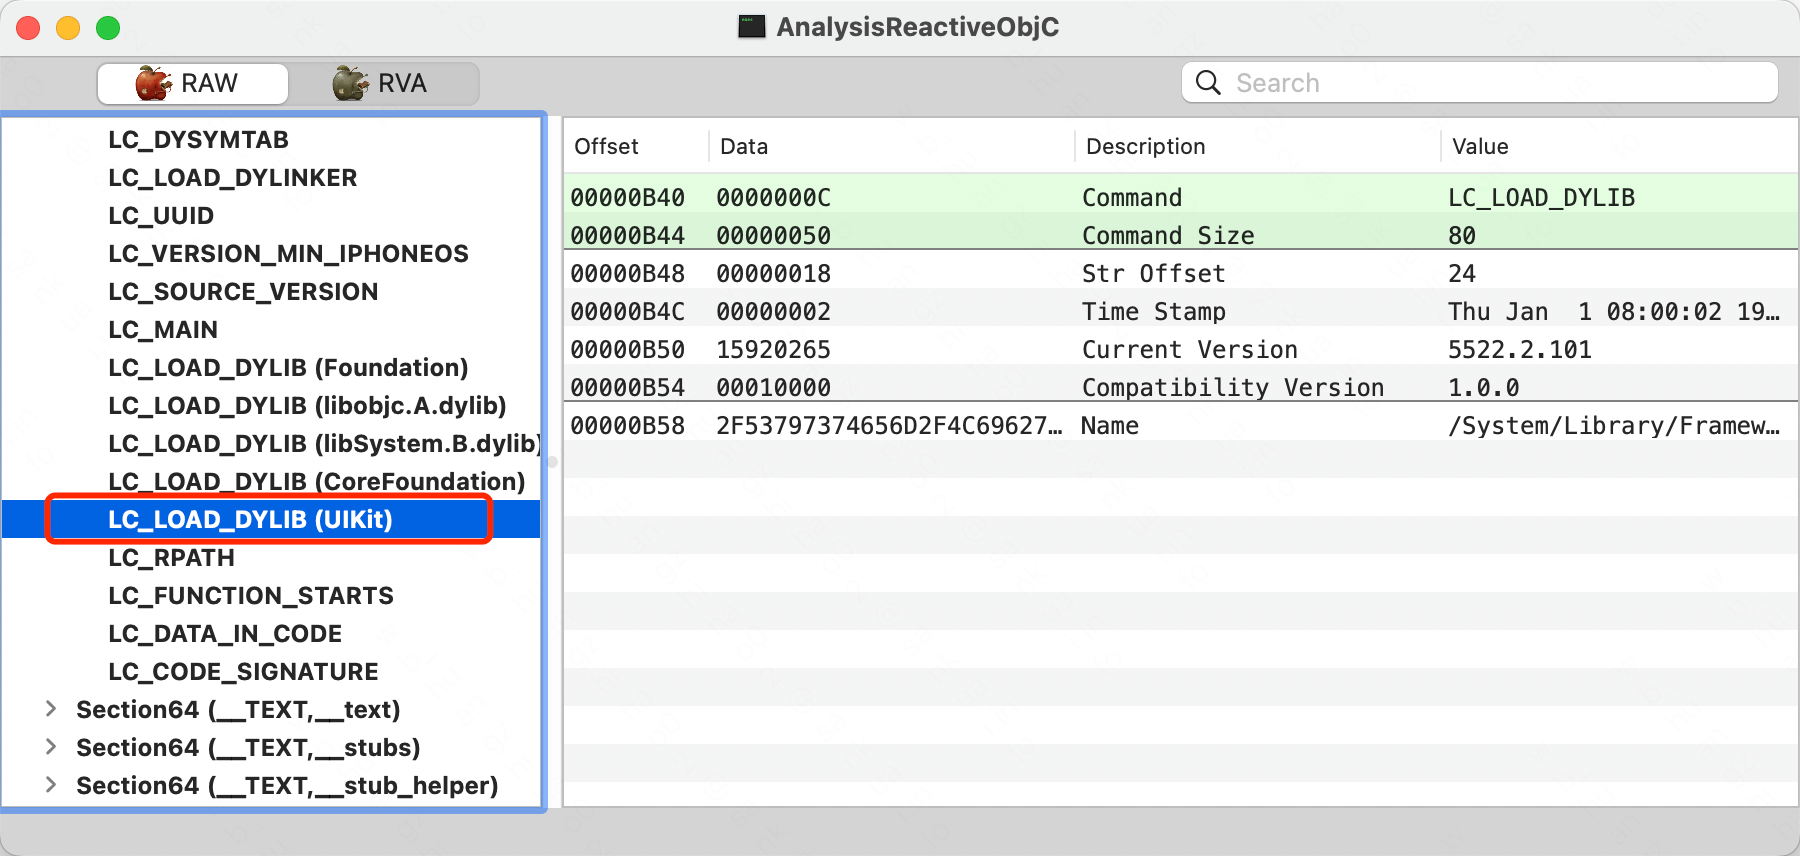 AnalysisReactiveObjC
RAW
RVA
Search
LC_DYSYMTAB
LC_LOAD_DYLINKER
LC_UUID
LC_VERSION_MIN_IPHONEOS
LC_SOURCE_VERSION
LC_MAIN
LC_LOAD_DYLIB (Foundation)
LC_LOAD_DYLIB (libobjc.A.dylib)
LC_LOAD_DYLIB (libSystem.B.dylib)
LC_LOAD_DYLIB (CoreFoundation)
LC_LOAD_DYLIB (UIKit)
LC_RPATH
LC_FUNCTION_STARTS
LC_DATA_IN_CODE
LC_CODE_SIGNATURE
Section64 (__TEXT,__text)
Section64 (__TEXT,__stubs)
Section64 (__TEXT,__stub_helper)
Offset Data Description Value
00000B40 0000000C Command LC_LOAD_DYLIB
00000B44 00000050 Command Size 80
00000B48 00000018 Str Offset 24
00000B4C 00000002 Time Stamp Thu Jan  1 08:00:02 19…
00000B50 15920265 Current Version 5522.2.101
00000B54 00010000 Compatibility Version 1.0.0
00000B58 2F53797374656D2F4C69627… Name /System/Library/Framew…